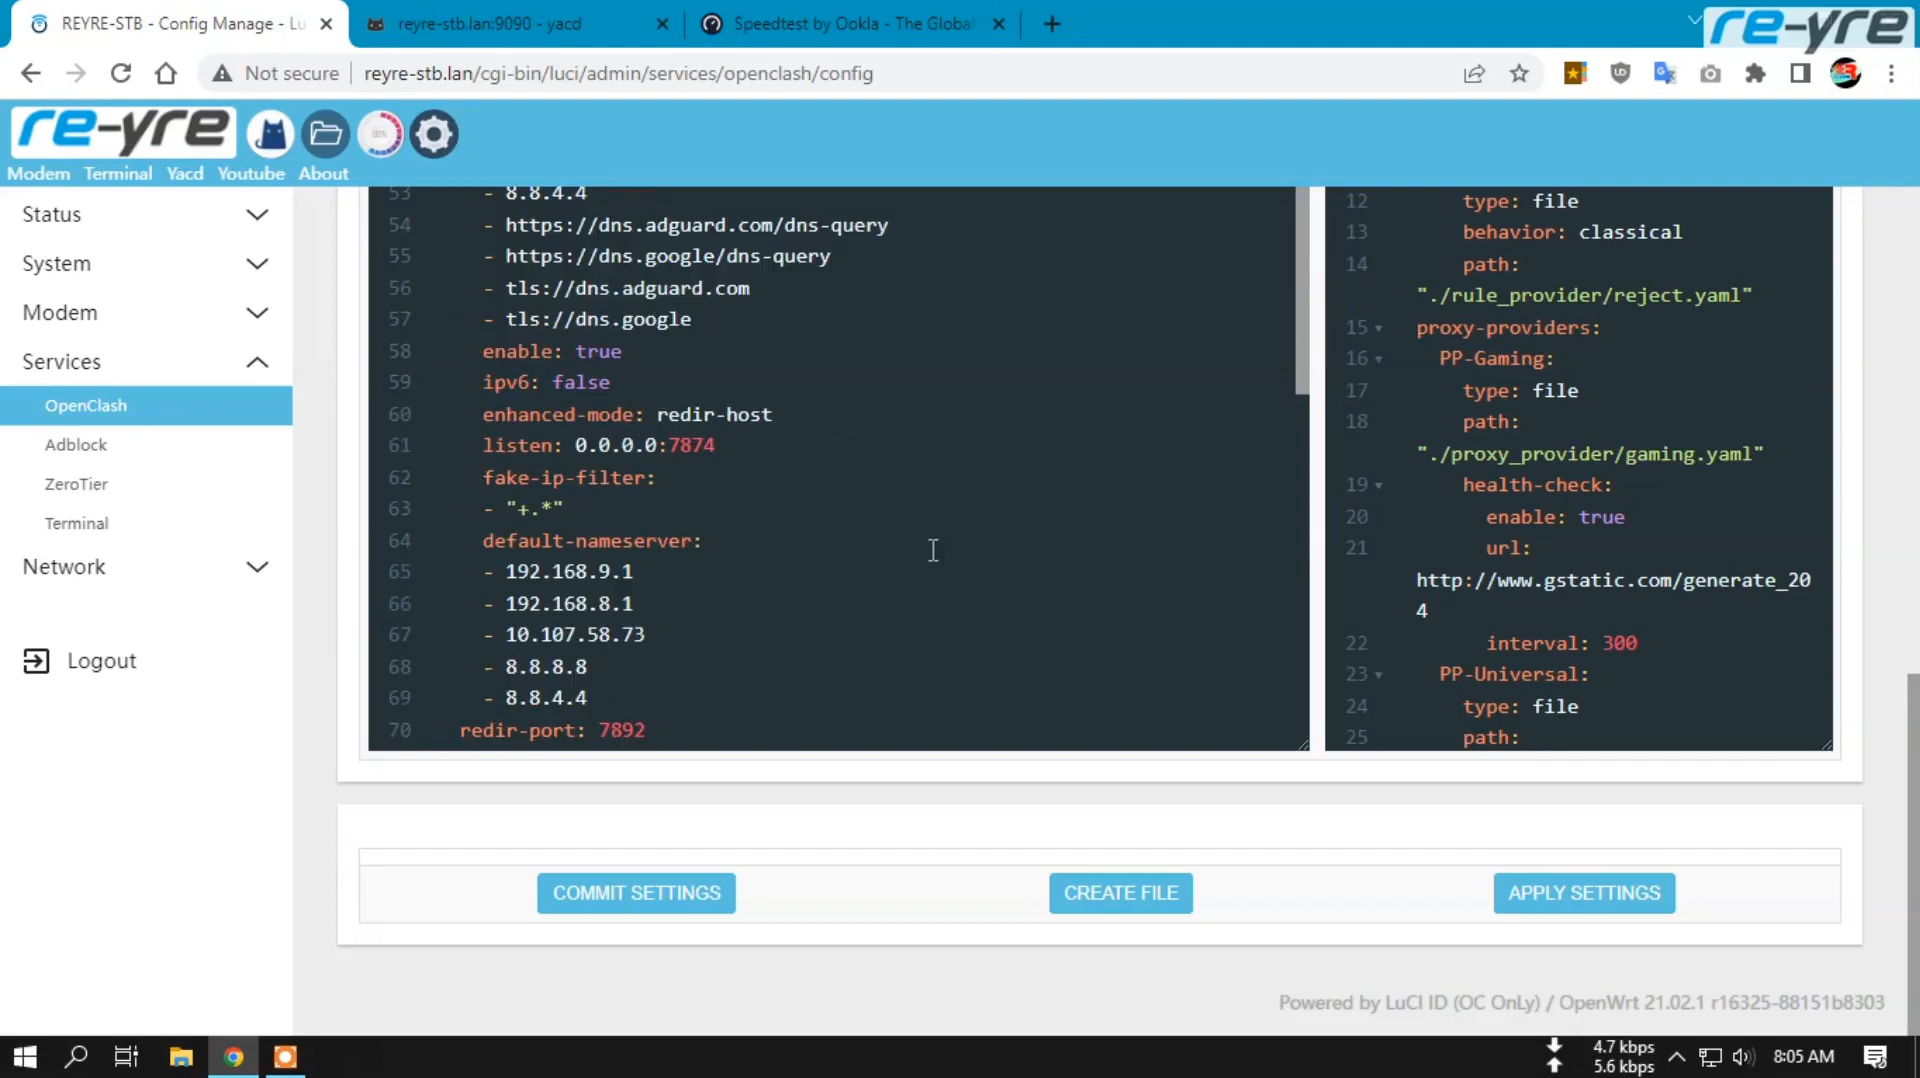 REYRE-STB - Config Manage - Lu
reyre-stb.lan:9090 - yacd
Speedtest by Ookla - The Globa
re-yre
Not secure
reyre-stb.lan/cgi-bin/luci/admin/services/openclash/config
re-yre
Modem Terminal Yacd Youtube About
Status
System
Modem
Services
OpenClash
Adblock
ZeroTier
Terminal
Network
Logout
53 - 8.8.4.4
54 - https://dns.adguard.com/dns-query
55 - https://dns.google/dns-query
56 - tls://dns.adguard.com
57 - tls://dns.google
58 enable: true
59 ipv6: false
60 enhanced-mode: redir-host
61 listen: 0.0.0.0:7874
62 fake-ip-filter:
63 - "+.*"
64 default-nameserver:
65 - 192.168.9.1
66 - 192.168.8.1
67 - 10.107.58.73
68 - 8.8.8.8
69 - 8.8.4.4
70 redir-port: 7892
12 type: file
13 behavior: classical
14 path:
"./rule_provider/reject.yaml"
15 proxy-providers:
16 PP-Gaming:
17 type: file
18 path:
"./proxy_provider/gaming.yaml"
19 health-check:
20 enable: true
21 url:
http://www.gstatic.com/generate_20
4
22 interval: 300
23 PP-Universal:
24 type: file
25 path:
COMMIT SETTINGS
CREATE FILE
APPLY SETTINGS
Powered by LuCI ID (OC OnLy) / OpenWrt 21.02.1 r16325-88151b8303
4.7 kbps
5.6 kbps
8:05 AM